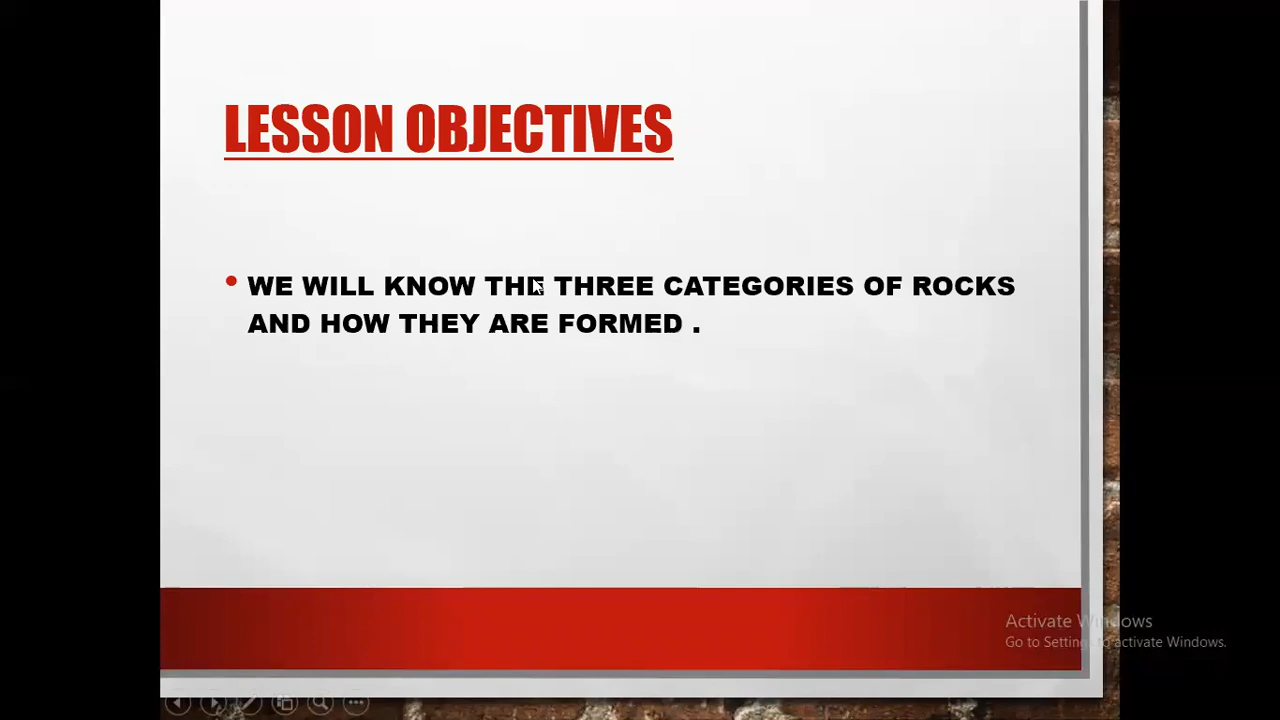 LESSON OBJECTIVES
• WE WILL KNOW THE THREE CATEGORIES OF ROCKS
AND HOW THEY ARE FORMED .
Activate Windows
Go to Settings to activate Windows.